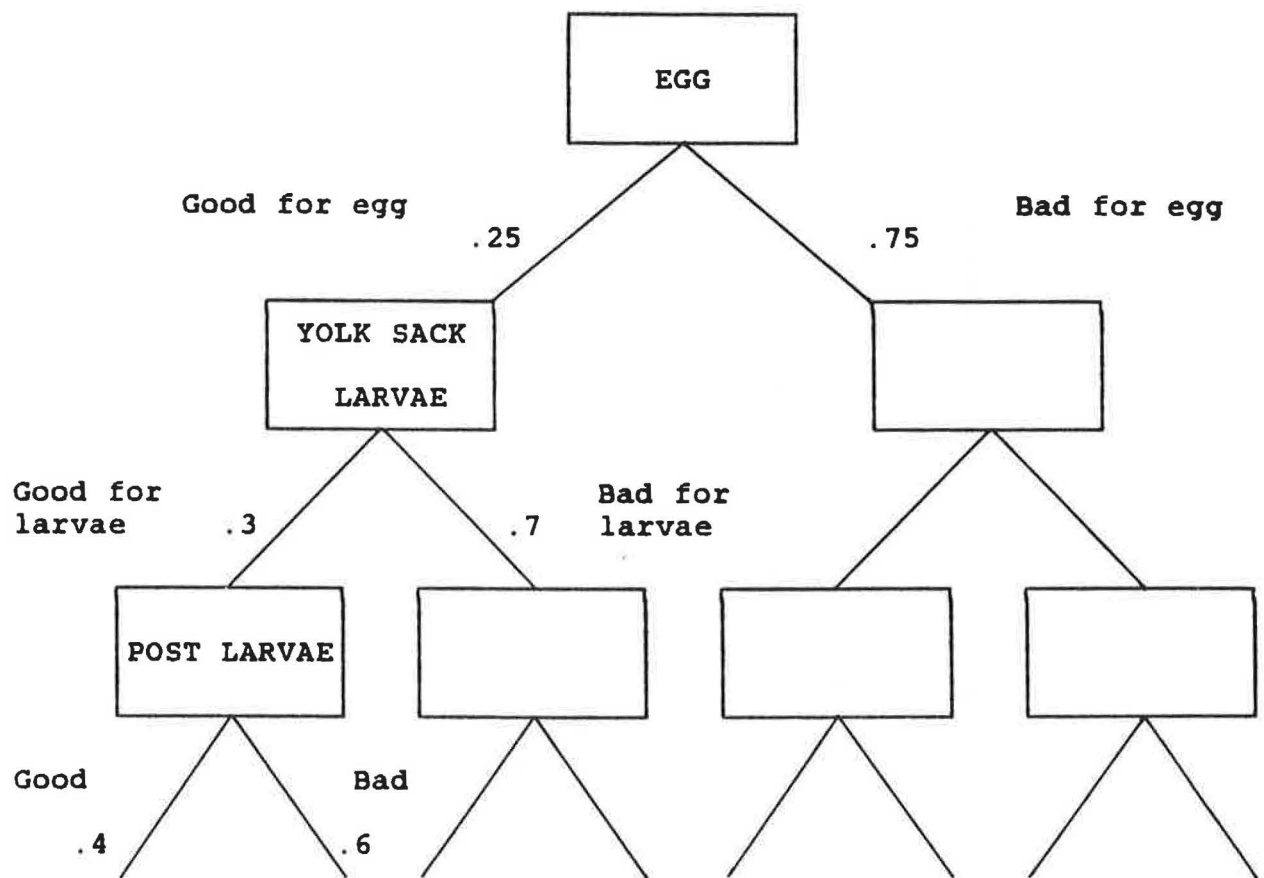 EGG
Good for egg
Bad for egg
.25
.75
YOLK SACK
LARVAE
Good for
larvae
.3
.7
Bad for
larvae
POST LARVAE
Good
Bad
.4
.6